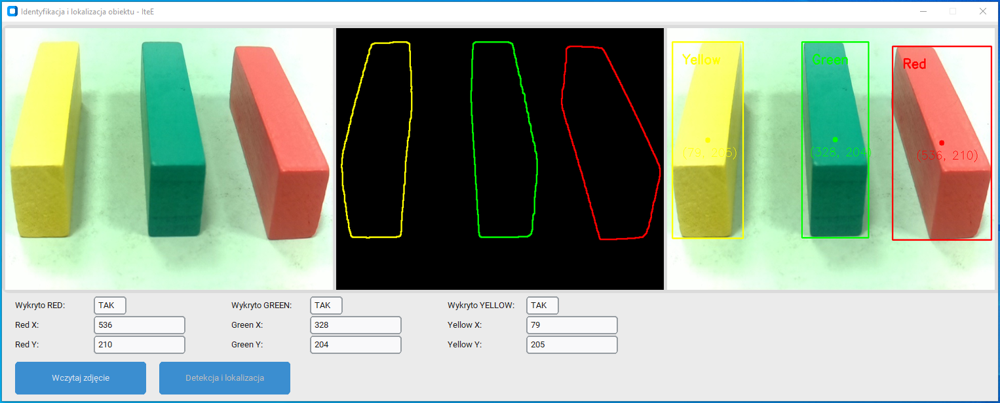 Identyfikacja i lokalizacja obiektu - IteE
Yellow
Green
Red
(79, 205)
(328, 204)
(536, 210)
Wykryto RED: TAK
Wykryto GREEN: TAK
Wykryto YELLOW: TAK
Red X: 536
Green X: 328
Yellow X: 79
Red Y: 210
Green Y: 204
Yellow Y: 205
Wczytaj zdjęcie
Detekcja i lokalizacja